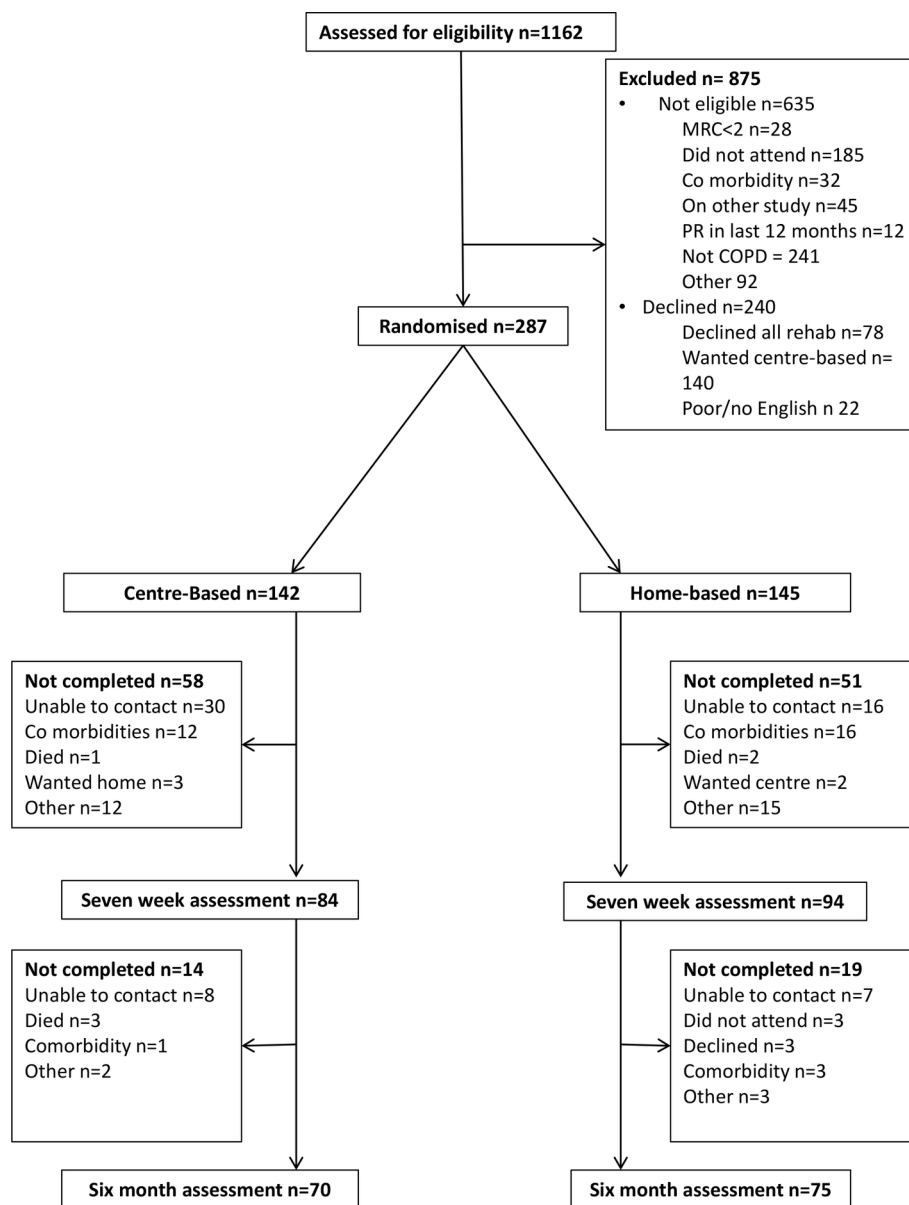 Assessed for eligibility n=1162
Excluded n= 875
• Not eligible n=635
MRC<2 n=28
Did not attend n=185
Co morbidity n=32
On other study n=45
PR in last 12 months n=12
Not COPD = 241
Other 92
• Declined n=240
Declined all rehab n=78
Wanted centre-based n=
140
Poor/no English n 22
Randomised n=287
Centre-Based n=142
Home-based n=145
Not completed n=58
Unable to contact n=30
Co morbidities n=12
Died n=1
Wanted home n=3
Other n=12
Not completed n=51
Unable to contact n=16
Co morbidities n=16
Died n=2
Wanted centre n=2
Other n=15
Seven week assessment n=84
Seven week assessment n=94
Not completed n=14
Unable to contact n=8
Died n=3
Comorbidity n=1
Other n=2
Not completed n=19
Unable to contact n=7
Did not attend n=3
Declined n=3
Comorbidity n=3
Other n=3
Six month assessment n=70
Six month assessment n=75